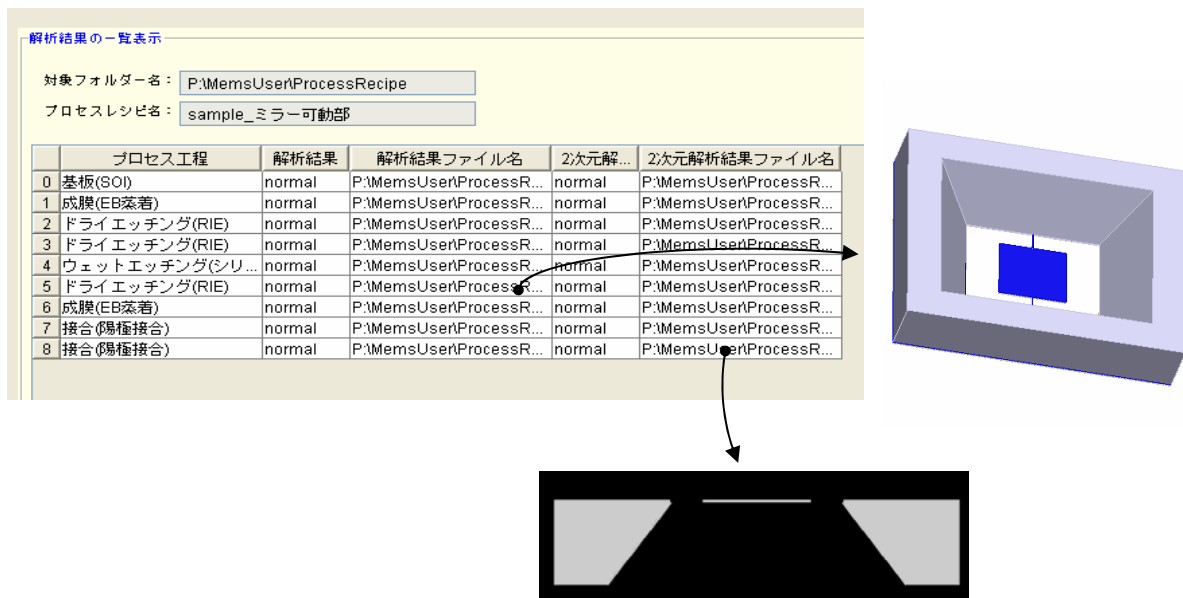 解析結果の一覧表示
対象フォルダー名： P:\MemsUser\ProcessRecipe
プロセスレシピ名： sample_ミラー可動部
プロセス工程 解析結果 解析結果ファイル名 2次元解... 2次元解析結果ファイル名
0 基板(SOI) normal P:\MemsUser\ProcessR... normal P:\MemsUser\ProcessR...
1 成膜(EB蒸着) normal P:\MemsUser\ProcessR... normal P:\MemsUser\ProcessR...
2 ドライエッチング(RIE) normal P:\MemsUser\ProcessR... normal P:\MemsUser\ProcessR...
3 ドライエッチング(RIE) normal P:\MemsUser\ProcessR... normal P:\MemsUser\ProcessR...
4 ウェットエッチング(シリ... normal P:\MemsUser\ProcessR... normal P:\MemsUser\ProcessR...
5 ドライエッチング(RIE) normal P:\MemsUser\ProcessR... normal P:\MemsUser\ProcessR...
6 成膜(EB蒸着) normal P:\MemsUser\ProcessR... normal P:\MemsUser\ProcessR...
7 接合(陽極接合) normal P:\MemsUser\ProcessR... normal P:\MemsUser\ProcessR...
8 接合(陽極接合) normal P:\MemsUser\ProcessR... normal P:\MemsUser\ProcessR...